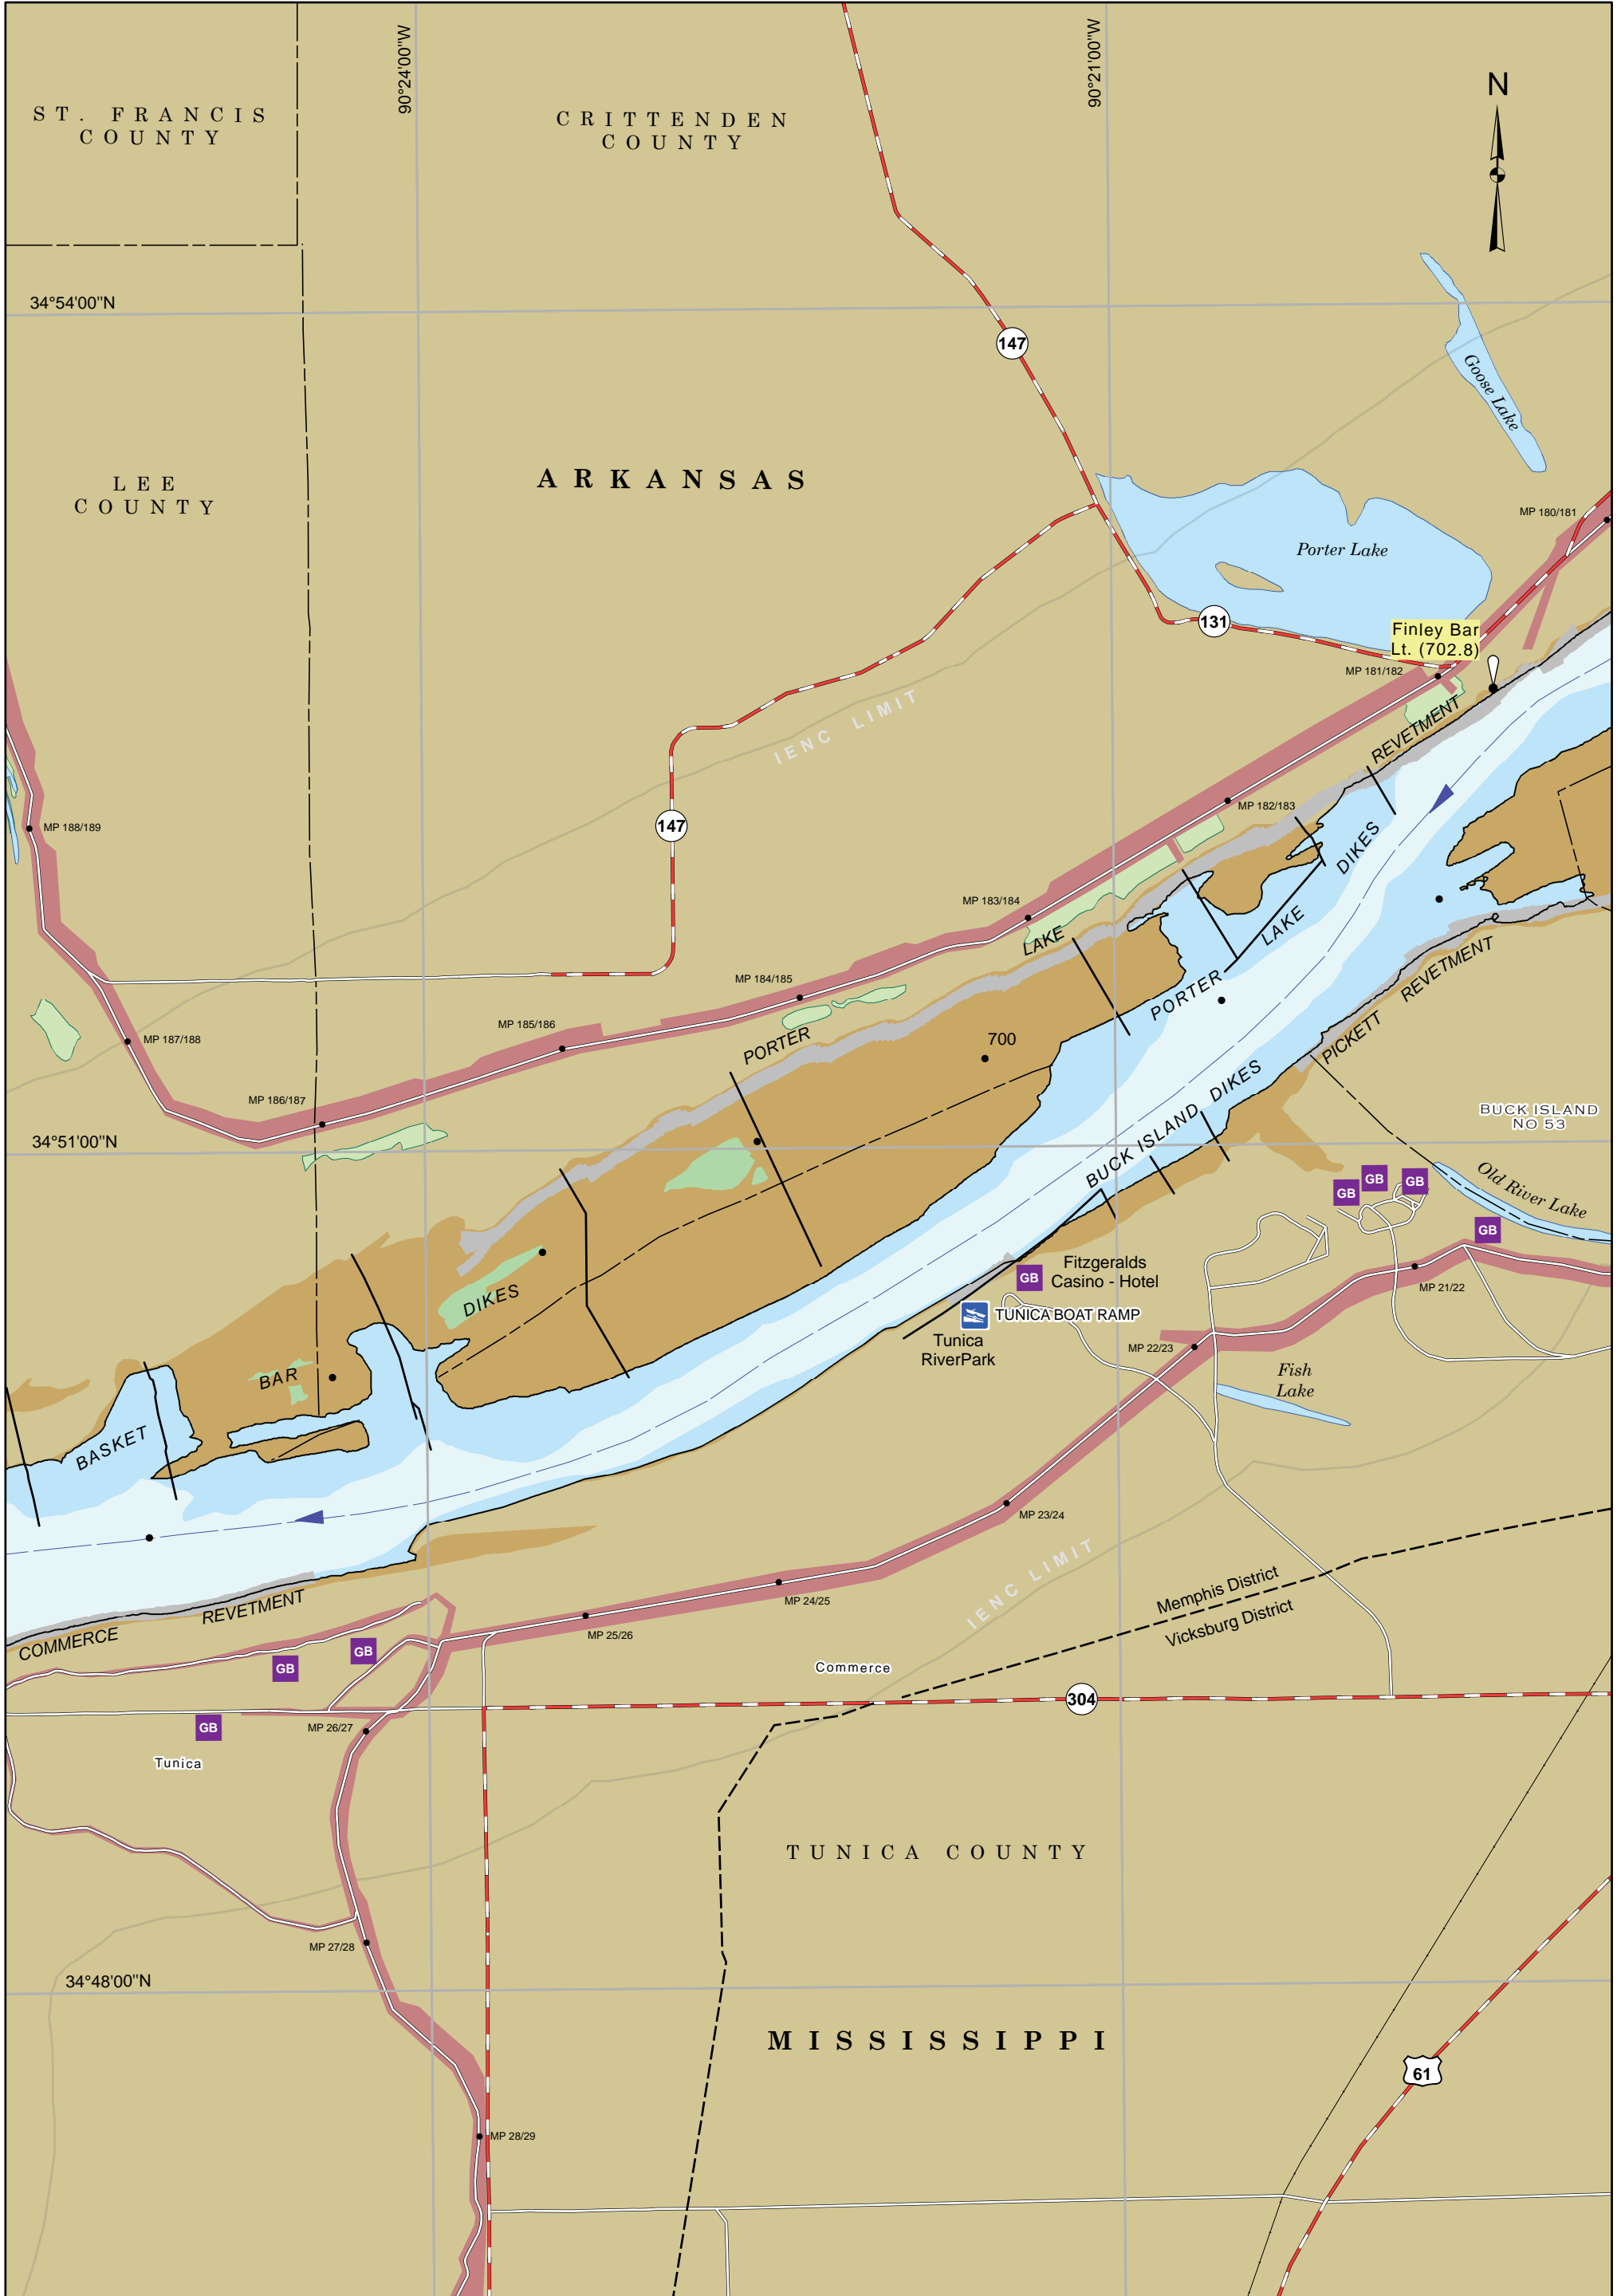 90°24'00"W
90°21'00"W
N
ST. FRANCIS
COUNTY
CRITTENDEN
COUNTY
34°54'00"N
147
Goose Lake
LEE
COUNTY
ARKANSAS
MP 180/181
Porter Lake
131
Finley Bar
Lt. (702.8)
MP 181/182
IENC LIMIT
REVETMENT
MP 182/183
147
MP 188/189
DIKES
MP 183/184
LAKE
LAKE
REVETMENT
MP 184/185
PORTER
MP 185/186
PORTER
700
PICKETT
MP 187/188
BUCK ISLAND DIKES
MP 186/187
BUCK ISLAND
NO 53
34°51'00"N
Old River Lake
GB
GB
GB
GB
Fitzgeralds
Casino - Hotel
GB
MP 21/22
DIKES
TUNICA BOAT RAMP
Tunica
RiverPark
MP 22/23
Fish
Lake
BAR
BASKET
MP 23/24
IENC LIMIT
Memphis District
Vicksburg District
MP 24/25
REVETMENT
COMMERCE
MP 25/26
GB
GB
Commerce
304
GB
MP 26/27
Tunica
TUNICA COUNTY
MP 27/28
34°48'00"N
MISSISSIPPI
61
MP 28/29